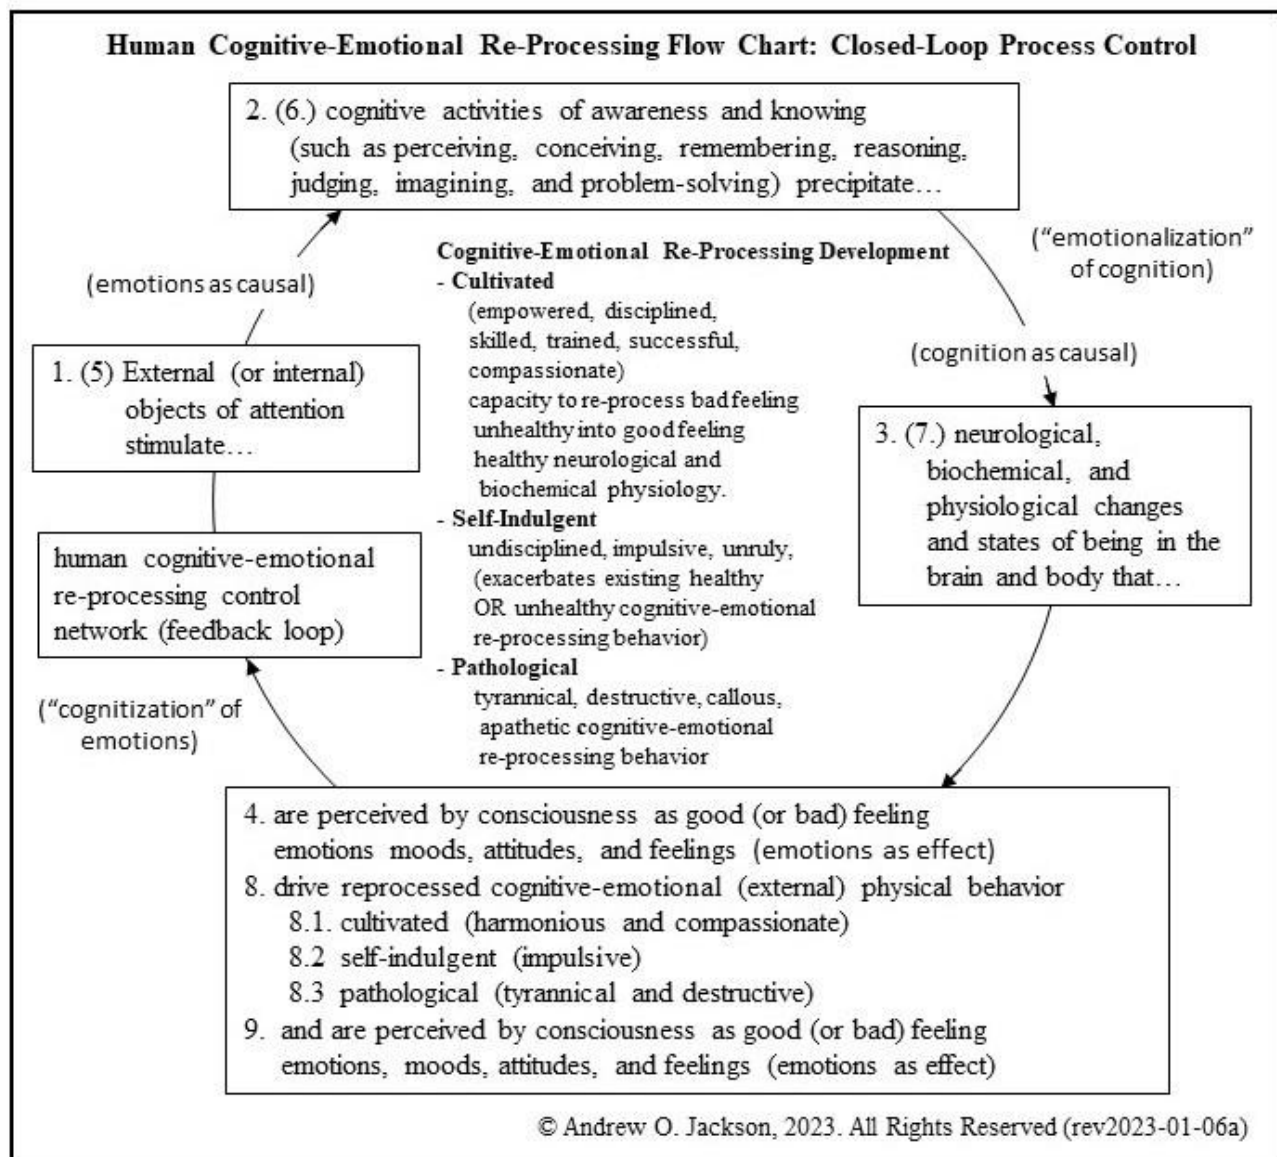 Human Cognitive-Emotional Re-Processing Flow Chart: Closed-Loop Process Control
2. (6.) cognitive activities of awareness and knowing
(such as perceiving, conceiving, remembering, reasoning,
judging, imagining, and problem-solving) precipitate…
(“emotionalization”
of cognition)
(cognition as causal)
3. (7.) neurological,
biochemical, and
physiological changes
and states of being in the
brain and body that…
4. are perceived by consciousness as good (or bad) feeling
emotions moods, attitudes, and feelings (emotions as effect)
8. drive reprocessed cognitive-emotional (external) physical behavior
8.1. cultivated (harmonious and compassionate)
8.2 self-indulgent (impulsive)
8.3 pathological (tyrannical and destructive)
9. and are perceived by consciousness as good (or bad) feeling
emotions, moods, attitudes, and feelings (emotions as effect)
(“cognitization” of
emotions)
human cognitive-emotional
re-processing control
network (feedback loop)
1. (5) External (or internal)
objects of attention
stimulate…
(emotions as causal)
Cognitive-Emotional Re-Processing Development
- Cultivated
(empowered, disciplined,
skilled, trained, successful,
compassionate)
capacity to re-process bad feeling
unhealthy into good feeling
healthy neurological and
biochemical physiology.
- Self-Indulgent
undisciplined, impulsive, unruly,
(exacerbates existing healthy
OR unhealthy cognitive-emotional
re-processing behavior)
- Pathological
tyrannical, destructive, callous,
apathetic cognitive-emotional
re-processing behavior
© Andrew O. Jackson, 2023. All Rights Reserved (rev2023-01-06a)